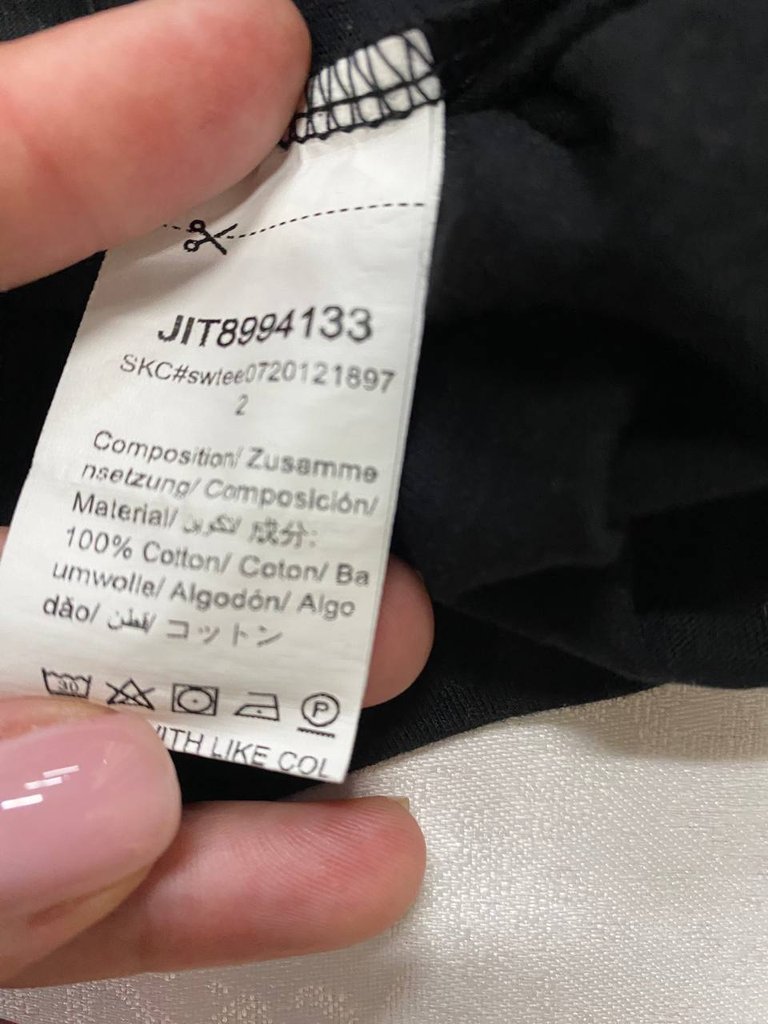 JIT8994133
SKC#swtee0720121897
2
Composition/ Zusamme
nsetzung/ Composición/
Material/ تكوين/ 成分:
100% Cotton/ Coton/ Ba
umwolle/ Algodón/ Algo
dão/ قطن/ コットン
30
P
WITH LIKE COL